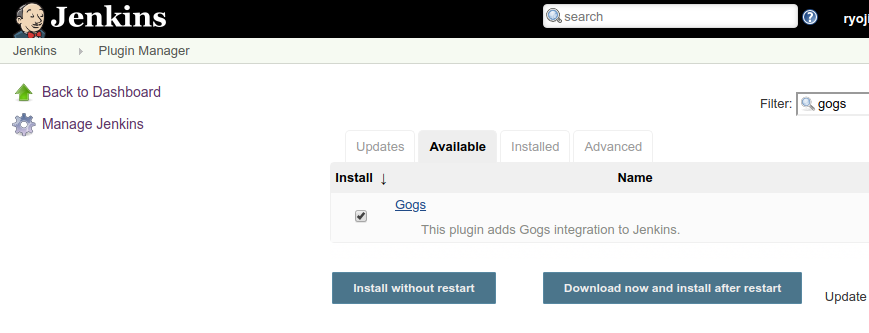 Jenkins
search
?
ryoj
Jenkins
Plugin Manager
Back to Dashboard
Manage Jenkins
Filter: gogs
Updates Available Installed Advanced
Install ↓ Name
Gogs
This plugin adds Gogs integration to Jenkins.
Install without restart Download now and install after restart Update